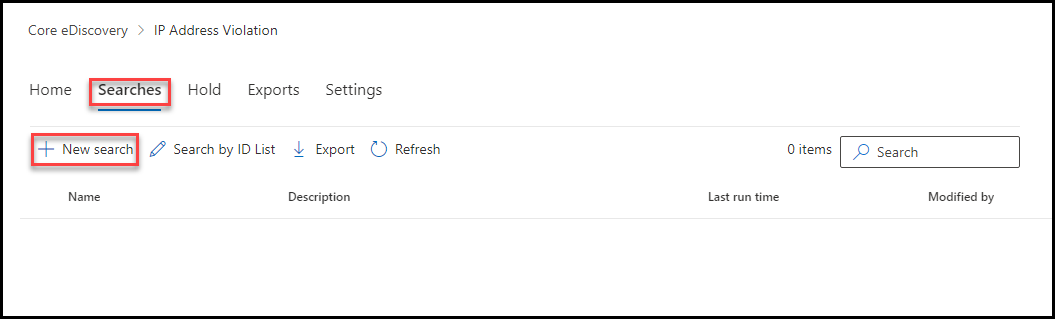 Core eDiscovery > IP Address Violation
Home Searches Hold Exports Settings
+ New search Search by ID List Export Refresh 0 items Search
Name Description Last run time Modified by